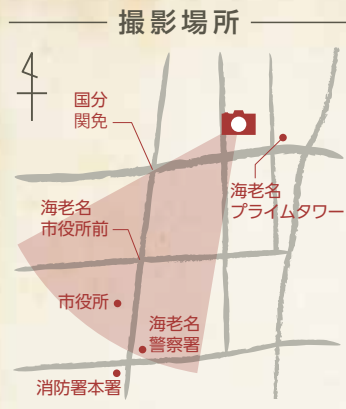 撮影場所
国分
関免
海老名
プライムタワー
海老名
市役所前
市役所
海老名
警察署
消防署本署